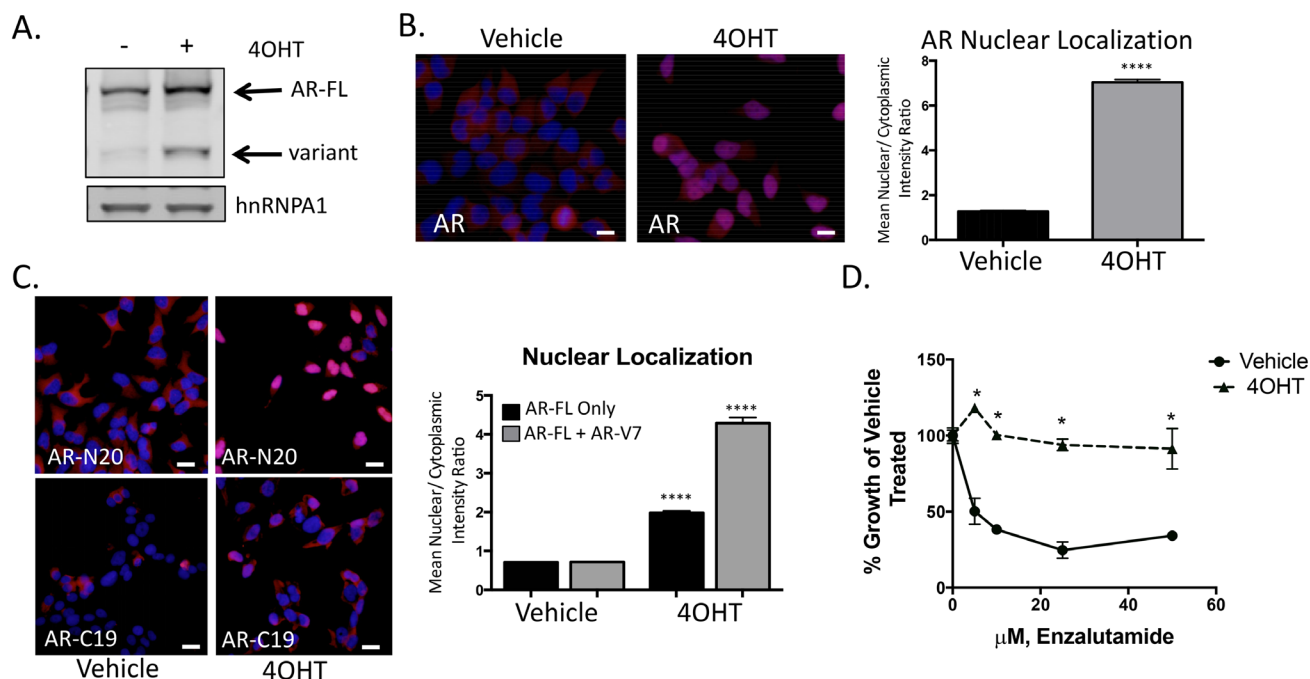 A.
- + 4OHT
AR-FL
variant
hnRNPA1
B.
Vehicle
4OHT
AR
AR
AR Nuclear Localization
Mean Nuclear/ Cytoplasmic
Intensity Ratio
8
6
4
2
0
****
Vehicle
4OHT
C.
AR-N20
AR-N20
AR-C19
AR-C19
Vehicle
4OHT
Nuclear Localization
Mean Nuclear/ Cytoplasmic
Intensity Ratio
5
4
3
2
1
0
AR-FL Only
AR-FL + AR-V7
****
****
Vehicle
4OHT
D.
% Growth of Vehicle
Treated
150
100
50
0
* * * *
Vehicle
4OHT
0 20 40 60
μM, Enzalutamide